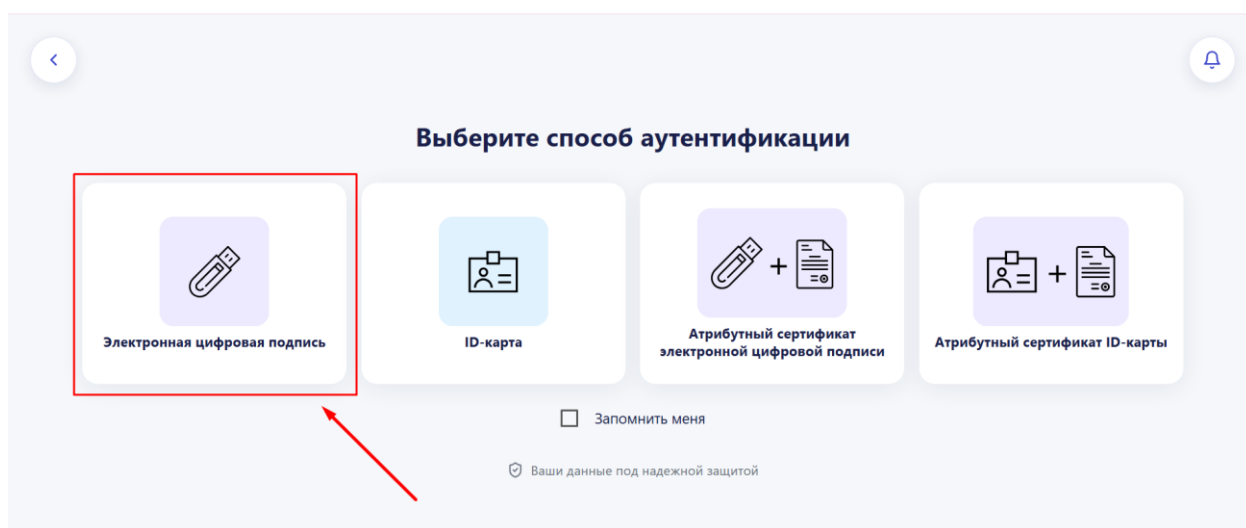 Выберите способ аутентификации
Электронная цифровая подпись
ID-карта
Атрибутный сертификат
электронной цифровой подписи
Атрибутный сертификат ID-карты
Запомнить меня
Ваши данные под надежной защитой